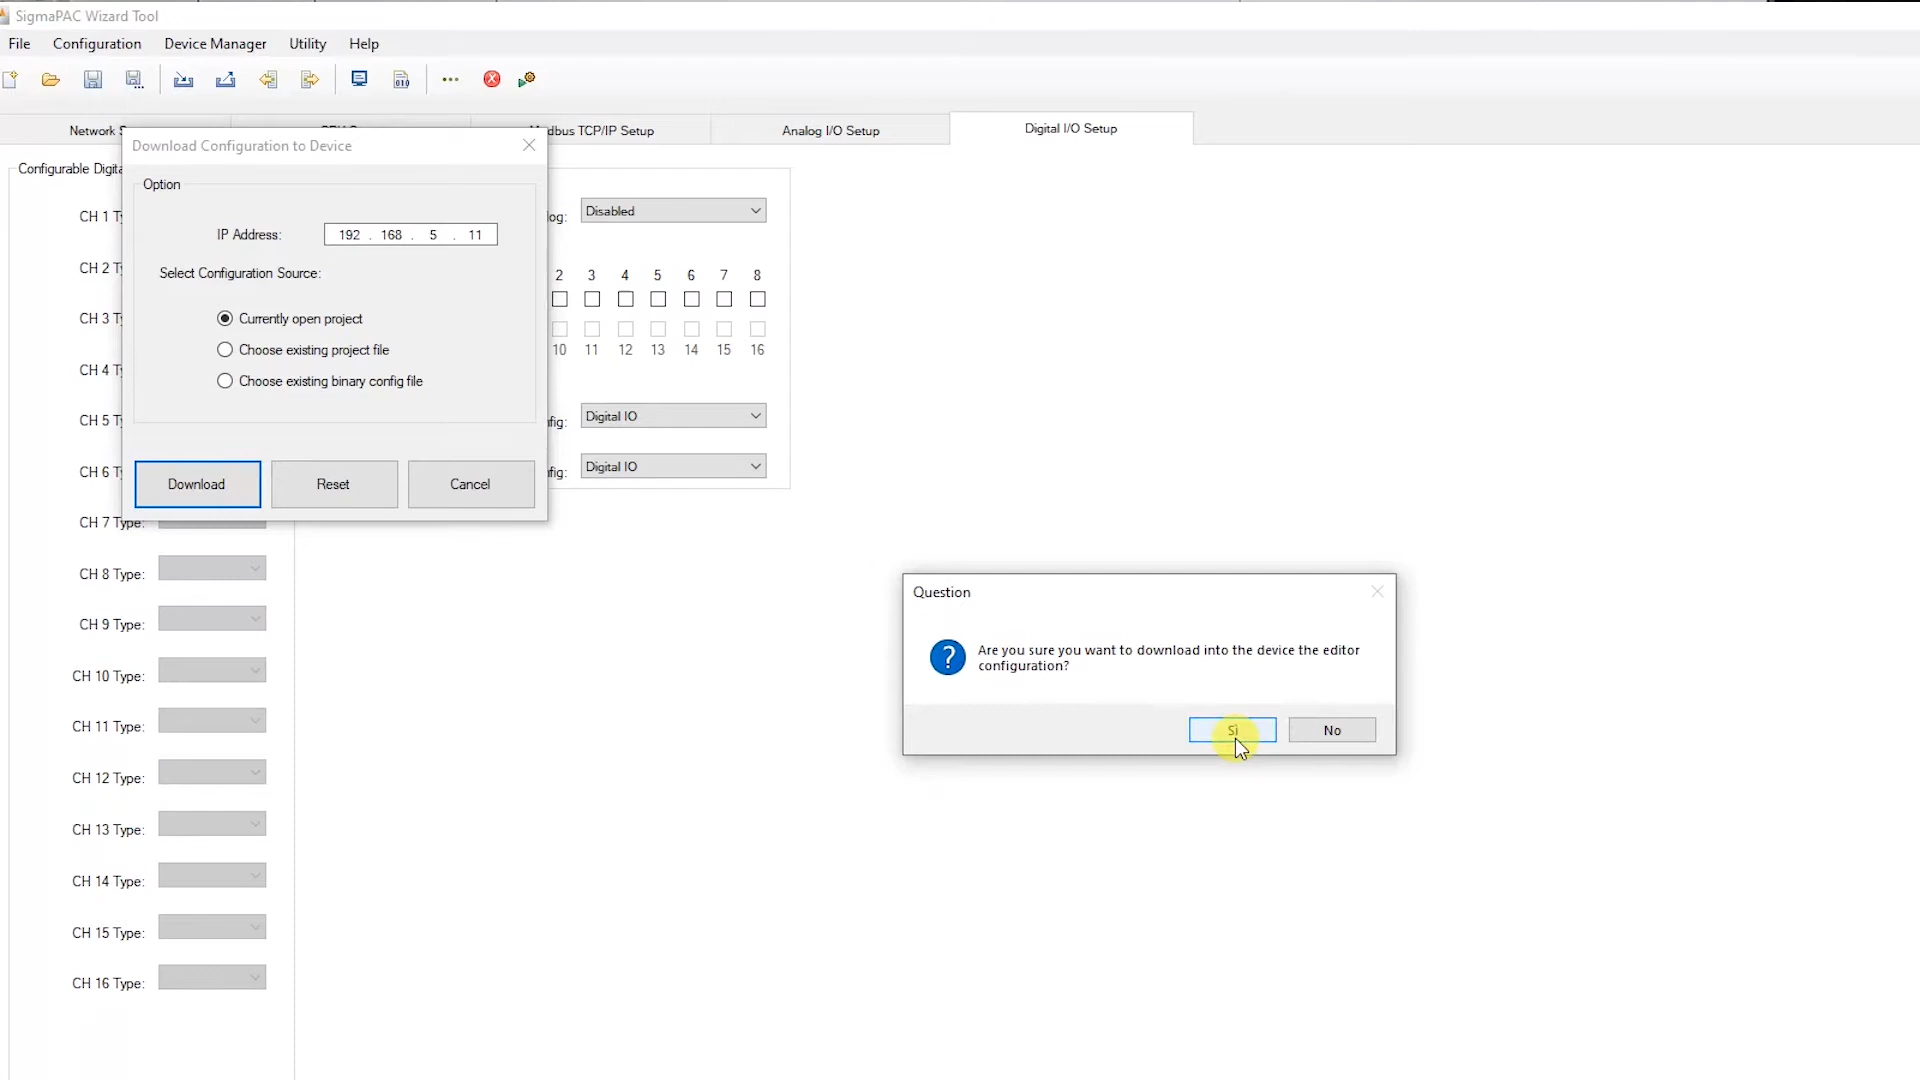 SigmaPAC Wizard Tool
File Configuration Device Manager Utility Help
Modbus TCP/IP Setup Analog I/O Setup Digital I/O Setup
Download Configuration to Device
Option
IP Address: 192 . 168 . 5 . 11
Select Configuration Source:
Currently open project
Choose existing project file
Choose existing binary config file
Download Reset Cancel
Configurable
CH 1
CH 2
CH 3
CH 4
CH 5
CH 6
CH 7 Type:
CH 8 Type:
CH 9 Type:
CH 10 Type:
CH 11 Type:
CH 12 Type:
CH 13 Type:
CH 14 Type:
CH 15 Type:
CH 16 Type:
Disabled
2 3 4 5 6 7 8
10 11 12 13 14 15 16
Digital IO
Digital IO
Question
Are you sure you want to download into the device the editor
configuration?
Sì No